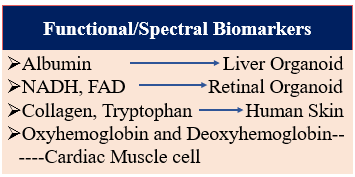 Functional/Spectral Biomarkers
➢Albumin ⟶ Liver Organoid
➢NADH, FAD ⟶ Retinal Organoid
➢Collagen, Tryptophan ⟶ Human Skin
➢Oxyhemoglobin and Deoxyhemoglobin--
----Cardiac Muscle cell